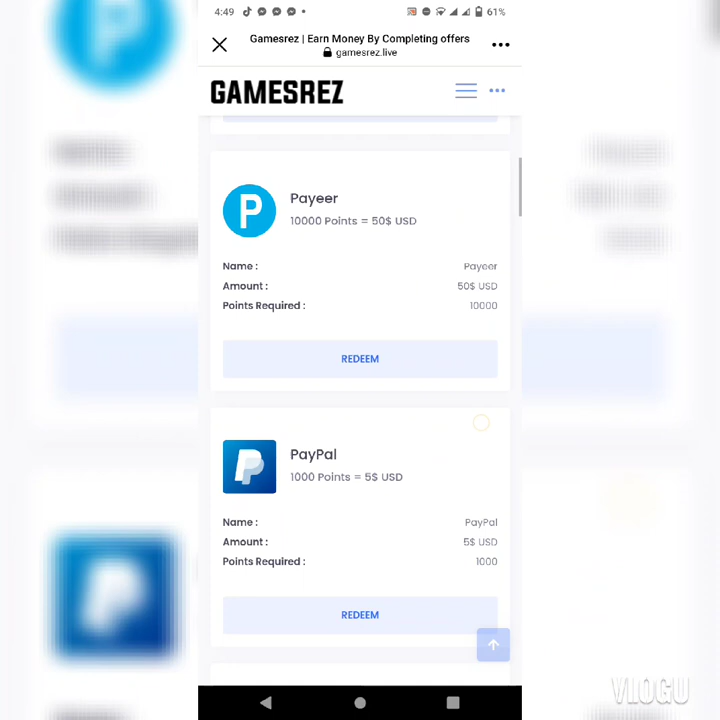 4:49
61%
Gamesrez | Earn Money By Completing offers
gamesrez.live
GAMESREZ
Payeer
10000 Points = 50$ USD
Name : Payeer
Amount : 50$ USD
Points Required : 10000
REDEEM
PayPal
1000 Points = 5$ USD
Name : PayPal
Amount : 5$ USD
Points Required : 1000
REDEEM
VLOGU